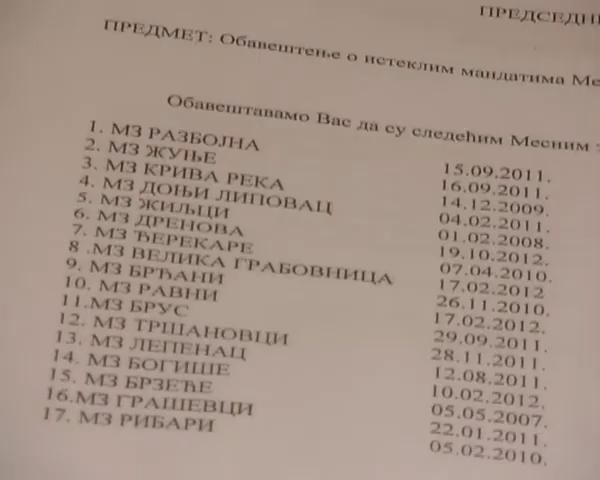 ПРЕДСЕДНИ
ПРЕДМЕТ: Обавештење о истеклим мандатима Ме
Обавештавамо Вас да су следећим Месним з
1. МЗ РАЗБОЈНА 15.09.2011.
2. МЗ ЖУЊЕ 16.09.2011.
3. МЗ КРИВА РЕКА 14.12.2009.
4. МЗ ДОЊИ ЛИПОВАЦ 04.02.2011.
5. МЗ ЖИЉЦИ 01.02.2008.
6. МЗ ДРЕНОВА 19.10.2012.
7. МЗ ЂЕРЕКАРЕ 07.04.2010.
8 .МЗ ВЕЛИКА ГРАБОВНИЦА 17.02.2012
9. МЗ БРЂАНИ 26.11.2010.
10. МЗ РАВНИ 17.02.2012.
11.МЗ БРУС 29.09.2011.
12. МЗ ТРШАНОВЦИ 28.11.2011.
13. МЗ ЛЕПЕНАЦ 12.08.2011.
14. МЗ БОГИШЕ 10.02.2012.
15. МЗ БРЗЕЋЕ 05.05.2007.
16.МЗ ГРАШЕВЦИ 22.01.2011.
17. МЗ РИБАРИ 05.02.2010.